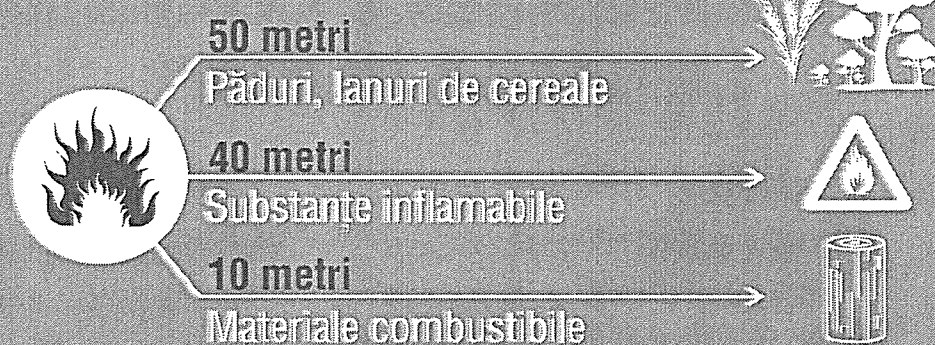 50 metri
Păduri, lanuri de cereale
40 metri
Substanțe inflamabile
10 metri
Materiale combustibile